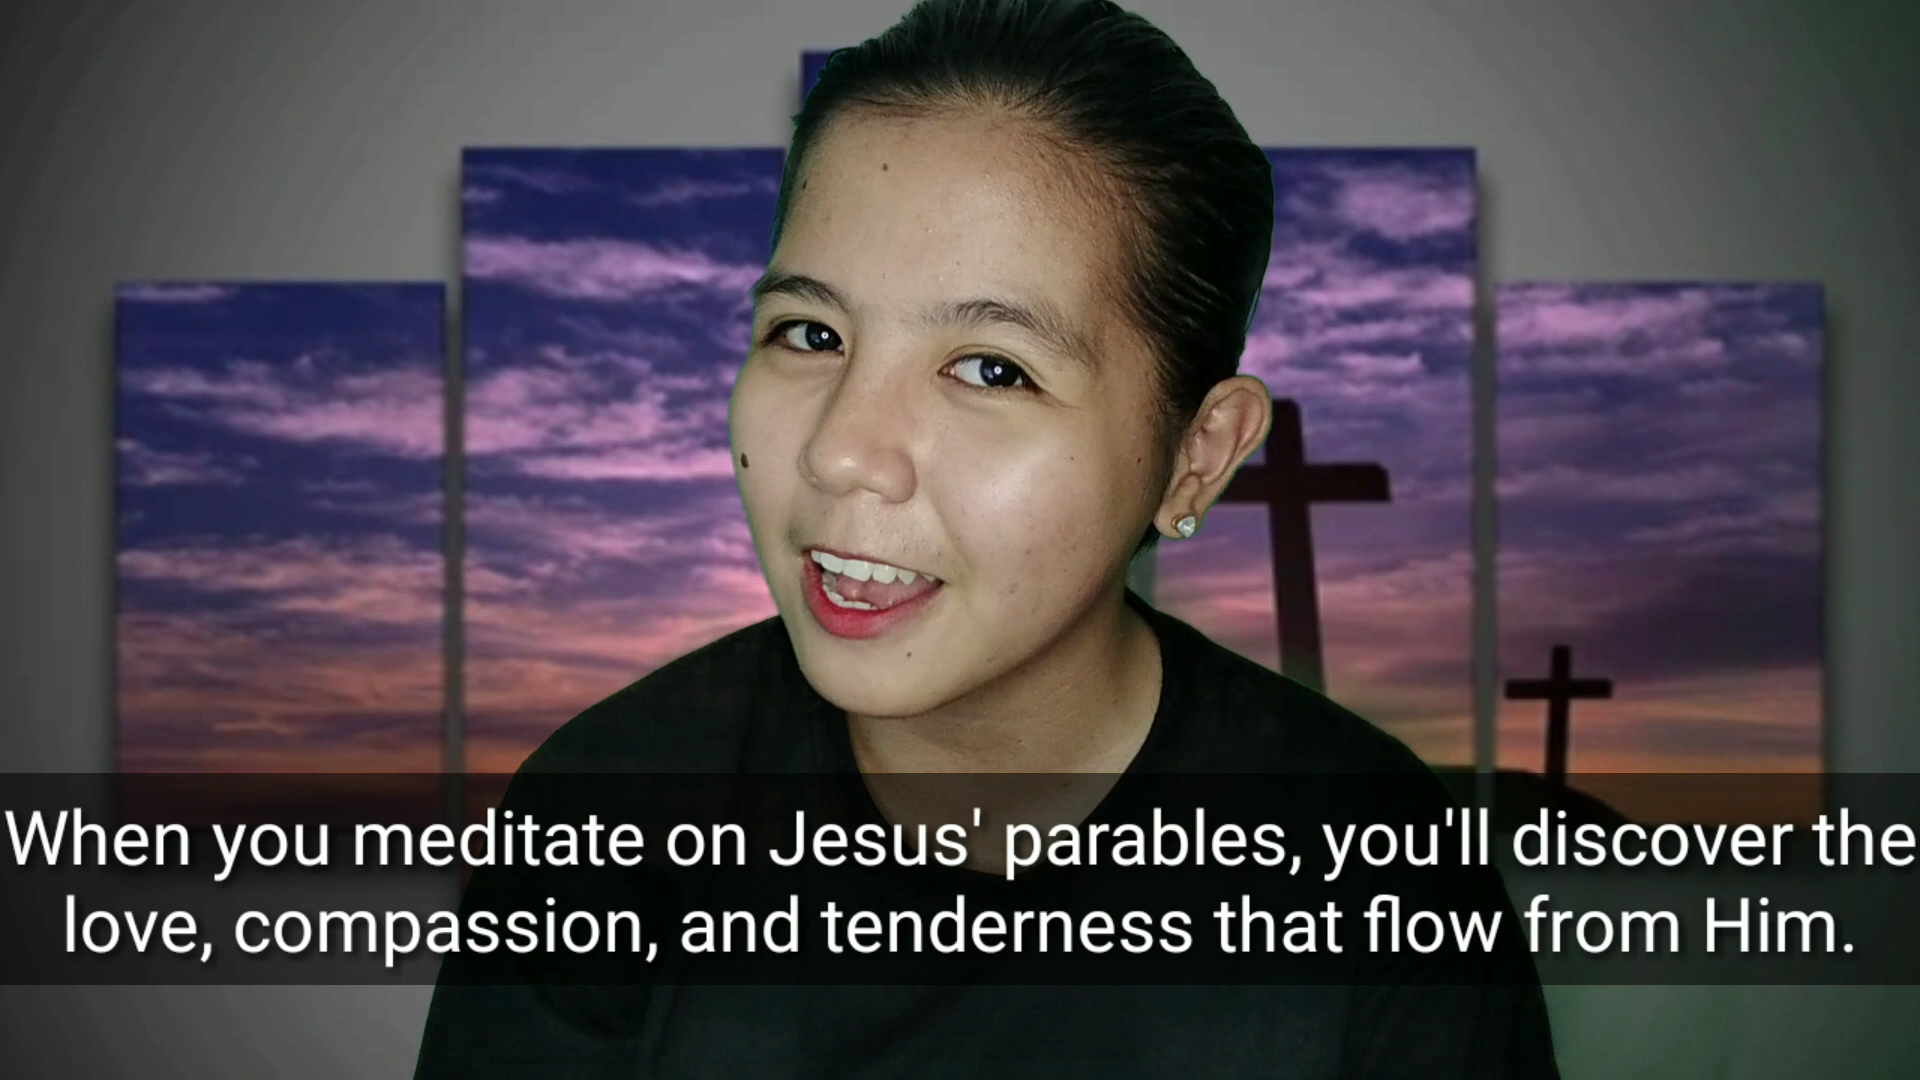 When you meditate on Jesus' parables, you'll discover the
love, compassion, and tenderness that flow from Him.